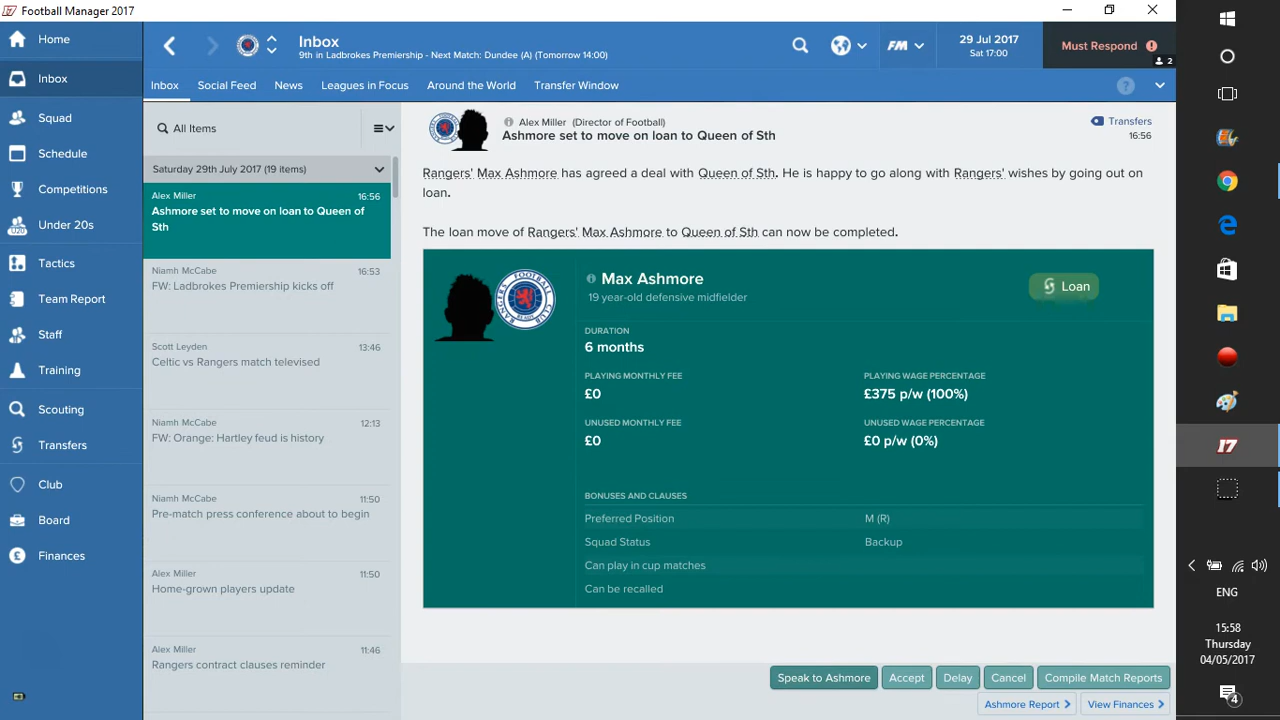 Football Manager 2017
Home
Inbox
Squad
Schedule
Competitions
Under 20s
Tactics
Team Report
Staff
Training
Scouting
Transfers
Club
Board
Finances
Inbox
9th in Ladbrokes Premiership - Next Match: Dundee (A) (Tomorrow 14:00)
FM
29 Jul 2017
Sat 17:00
Must Respond
2
Inbox Social Feed News Leagues in Focus Around the World Transfer Window
?
All Items
Saturday 29th July 2017 (19 items)
Alex Miller 16:56
Ashmore set to move on loan to Queen of
Sth
Niamh McCabe 16:53
FW: Ladbrokes Premiership kicks off
Scott Leyden 13:46
Celtic vs Rangers match televised
Niamh McCabe 12:13
FW: Orange: Hartley feud is history
Niamh McCabe 11:50
Pre-match press conference about to begin
Alex Miller 11:50
Home-grown players update
Alex Miller 11:46
Rangers contract clauses reminder
Alex Miller (Director of Football)
Ashmore set to move on loan to Queen of Sth
Transfers
16:56
Rangers' Max Ashmore has agreed a deal with Queen of Sth. He is happy to go along with Rangers' wishes by going out on
loan.
The loan move of Rangers' Max Ashmore to Queen of Sth can now be completed.
Max Ashmore
19 year-old defensive midfielder
Loan
DURATION
6 months
PLAYING MONTHLY FEE PLAYING WAGE PERCENTAGE
£0 £375 p/w (100%)
UNUSED MONTHLY FEE UNUSED WAGE PERCENTAGE
£0 £0 p/w (0%)
BONUSES AND CLAUSES
Preferred Position M (R)
Squad Status Backup
Can play in cup matches
Can be recalled
Speak to Ashmore Accept Delay Cancel Compile Match Reports
Ashmore Report View Finances
17
ENG
15:58
Thursday
04/05/2017
4